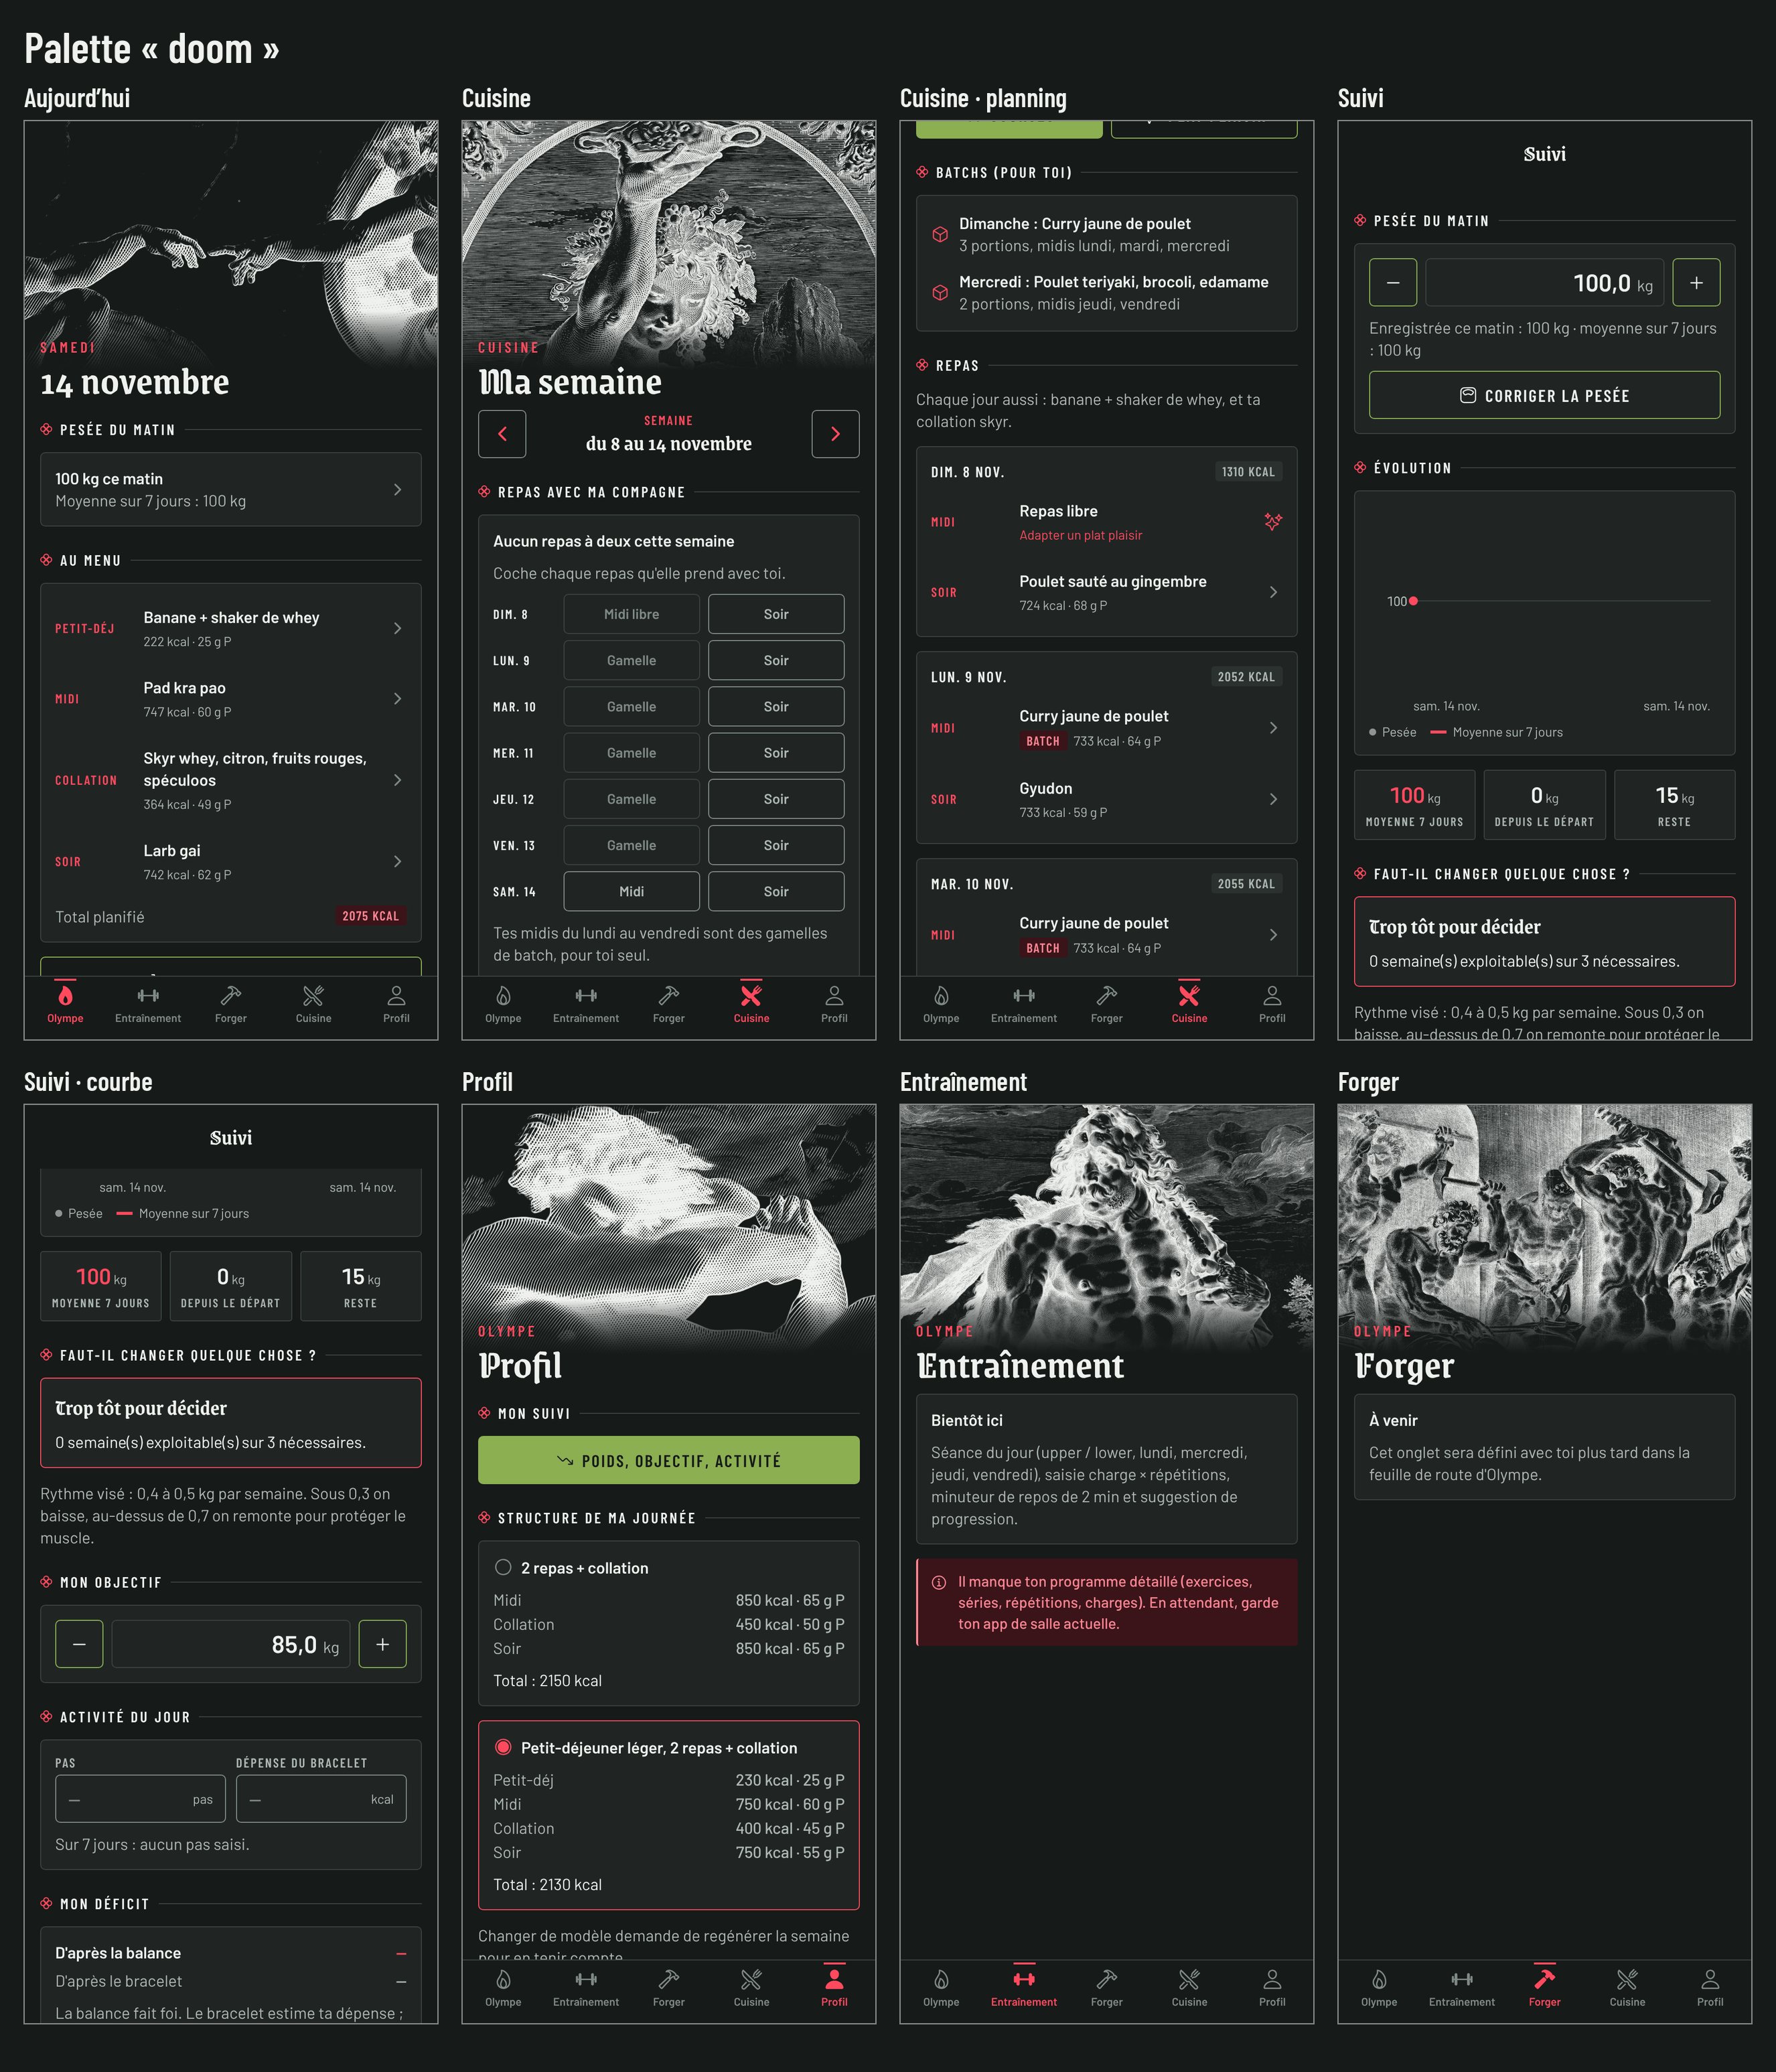 Palette « doom »
Aujourd'hui
SAMEDI
14 novembre
PESÉE DU MATIN
100 kg ce matin
Moyenne sur 7 jours : 100 kg
AU MENU
PETIT-DÉJ
Banane + shaker de whey
222 kcal · 25 g P
MIDI
Pad kra pao
747 kcal · 60 g P
COLLATION
Skyr whey, citron, fruits rouges,
spéculoos
364 kcal · 49 g P
SOIR
Larb gai
742 kcal · 62 g P
Total planifié
2075 KCAL
Olympe
Entraînement
Forger
Cuisine
Profil
Cuisine
CUISINE
Ma semaine
SEMAINE
du 8 au 14 novembre
REPAS AVEC MA COMPAGNE
Aucun repas à deux cette semaine
Coche chaque repas qu'elle prend avec toi.
DIM. 8 Midi libre Soir
LUN. 9 Gamelle Soir
MAR. 10 Gamelle Soir
MER. 11 Gamelle Soir
JEU. 12 Gamelle Soir
VEN. 13 Gamelle Soir
SAM. 14 Midi Soir
Tes midis du lundi au vendredi sont des gamelles
de batch, pour toi seul.
Olympe
Entraînement
Forger
Cuisine
Profil
Cuisine · planning
BATCHS (POUR TOI)
Dimanche : Curry jaune de poulet
3 portions, midis lundi, mardi, mercredi
Mercredi : Poulet teriyaki, brocoli, edamame
2 portions, midis jeudi, vendredi
REPAS
Chaque jour aussi : banane + shaker de whey, et ta
collation skyr.
DIM. 8 NOV.
1310 KCAL
MIDI
Repas libre
Adapter un plat plaisir
SOIR
Poulet sauté au gingembre
724 kcal · 68 g P
LUN. 9 NOV.
2052 KCAL
MIDI
Curry jaune de poulet
BATCH 733 kcal · 64 g P
SOIR
Gyudon
733 kcal · 59 g P
MAR. 10 NOV.
2055 KCAL
MIDI
Curry jaune de poulet
BATCH 733 kcal · 64 g P
Olympe
Entraînement
Forger
Cuisine
Profil
Suivi
Suivi
PESÉE DU MATIN
− 100,0 kg +
Enregistrée ce matin : 100 kg · moyenne sur 7 jours
: 100 kg
CORRIGER LA PESÉE
ÉVOLUTION
100
sam. 14 nov.
sam. 14 nov.
Pesée
Moyenne sur 7 jours
100 kg
MOYENNE 7 JOURS
0 kg
DEPUIS LE DÉPART
15 kg
RESTE
FAUT-IL CHANGER QUELQUE CHOSE ?
Trop tôt pour décider
0 semaine(s) exploitable(s) sur 3 nécessaires.
Rythme visé : 0,4 à 0,5 kg par semaine. Sous 0,3 on
baisse, au-dessus de 0,7 on remonte pour protéger le
Suivi · courbe
Suivi
sam. 14 nov.
sam. 14 nov.
Pesée
Moyenne sur 7 jours
100 kg
MOYENNE 7 JOURS
0 kg
DEPUIS LE DÉPART
15 kg
RESTE
FAUT-IL CHANGER QUELQUE CHOSE ?
Trop tôt pour décider
0 semaine(s) exploitable(s) sur 3 nécessaires.
Rythme visé : 0,4 à 0,5 kg par semaine. Sous 0,3 on
baisse, au-dessus de 0,7 on remonte pour protéger le
muscle.
MON OBJECTIF
− 85,0 kg +
ACTIVITÉ DU JOUR
PAS
— pas
DÉPENSE DU BRACELET
— kcal
Sur 7 jours : aucun pas saisi.
MON DÉFICIT
D'après la balance —
D'après le bracelet —
La balance fait foi. Le bracelet estime ta dépense ;
Profil
OLYMPE
Profil
MON SUIVI
POIDS, OBJECTIF, ACTIVITÉ
STRUCTURE DE MA JOURNÉE
2 repas + collation
Midi 850 kcal · 65 g P
Collation 450 kcal · 50 g P
Soir 850 kcal · 65 g P
Total : 2150 kcal
Petit-déjeuner léger, 2 repas + collation
Petit-déj 230 kcal · 25 g P
Midi 750 kcal · 60 g P
Collation 400 kcal · 45 g P
Soir 750 kcal · 55 g P
Total : 2130 kcal
Changer de modèle demande de regénérer la semaine
pour en tenir compte
Olympe
Entraînement
Forger
Cuisine
Profil
Entraînement
OLYMPE
Entraînement
Bientôt ici
Séance du jour (upper / lower, lundi, mercredi,
jeudi, vendredi), saisie charge × répétitions,
minuteur de repos de 2 min et suggestion de
progression.
Il manque ton programme détaillé (exercices,
séries, répétitions, charges). En attendant, garde
ton app de salle actuelle.
Olympe
Entraînement
Forger
Cuisine
Profil
Forger
OLYMPE
Forger
À venir
Cet onglet sera défini avec toi plus tard dans la
feuille de route d'Olympe.
Olympe
Entraînement
Forger
Cuisine
Profil